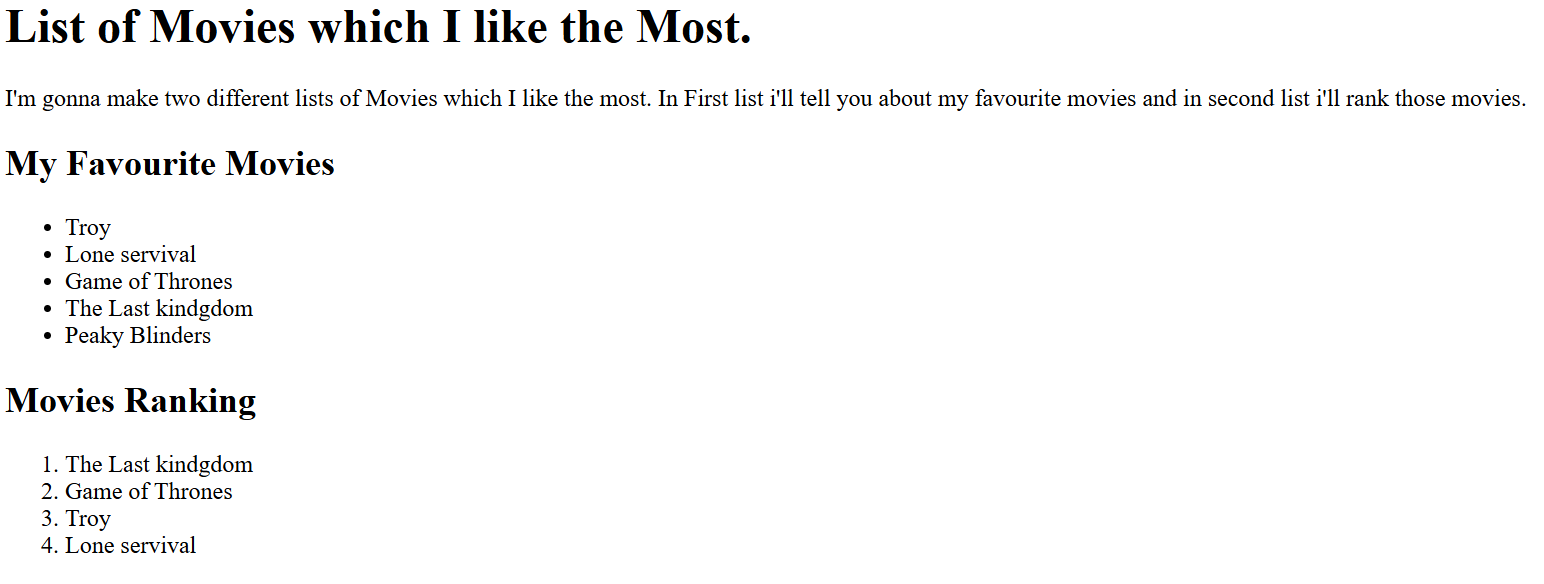 List of Movies which I like the Most.
I'm gonna make two different lists of Movies which I like the most. In First list i'll tell you about my favourite movies and in second list i'll rank those movies.
My Favourite Movies
• Troy
• Lone servival
• Game of Thrones
• The Last kindgdom
• Peaky Blinders
Movies Ranking
1. The Last kindgdom
2. Game of Thrones
3. Troy
4. Lone servival